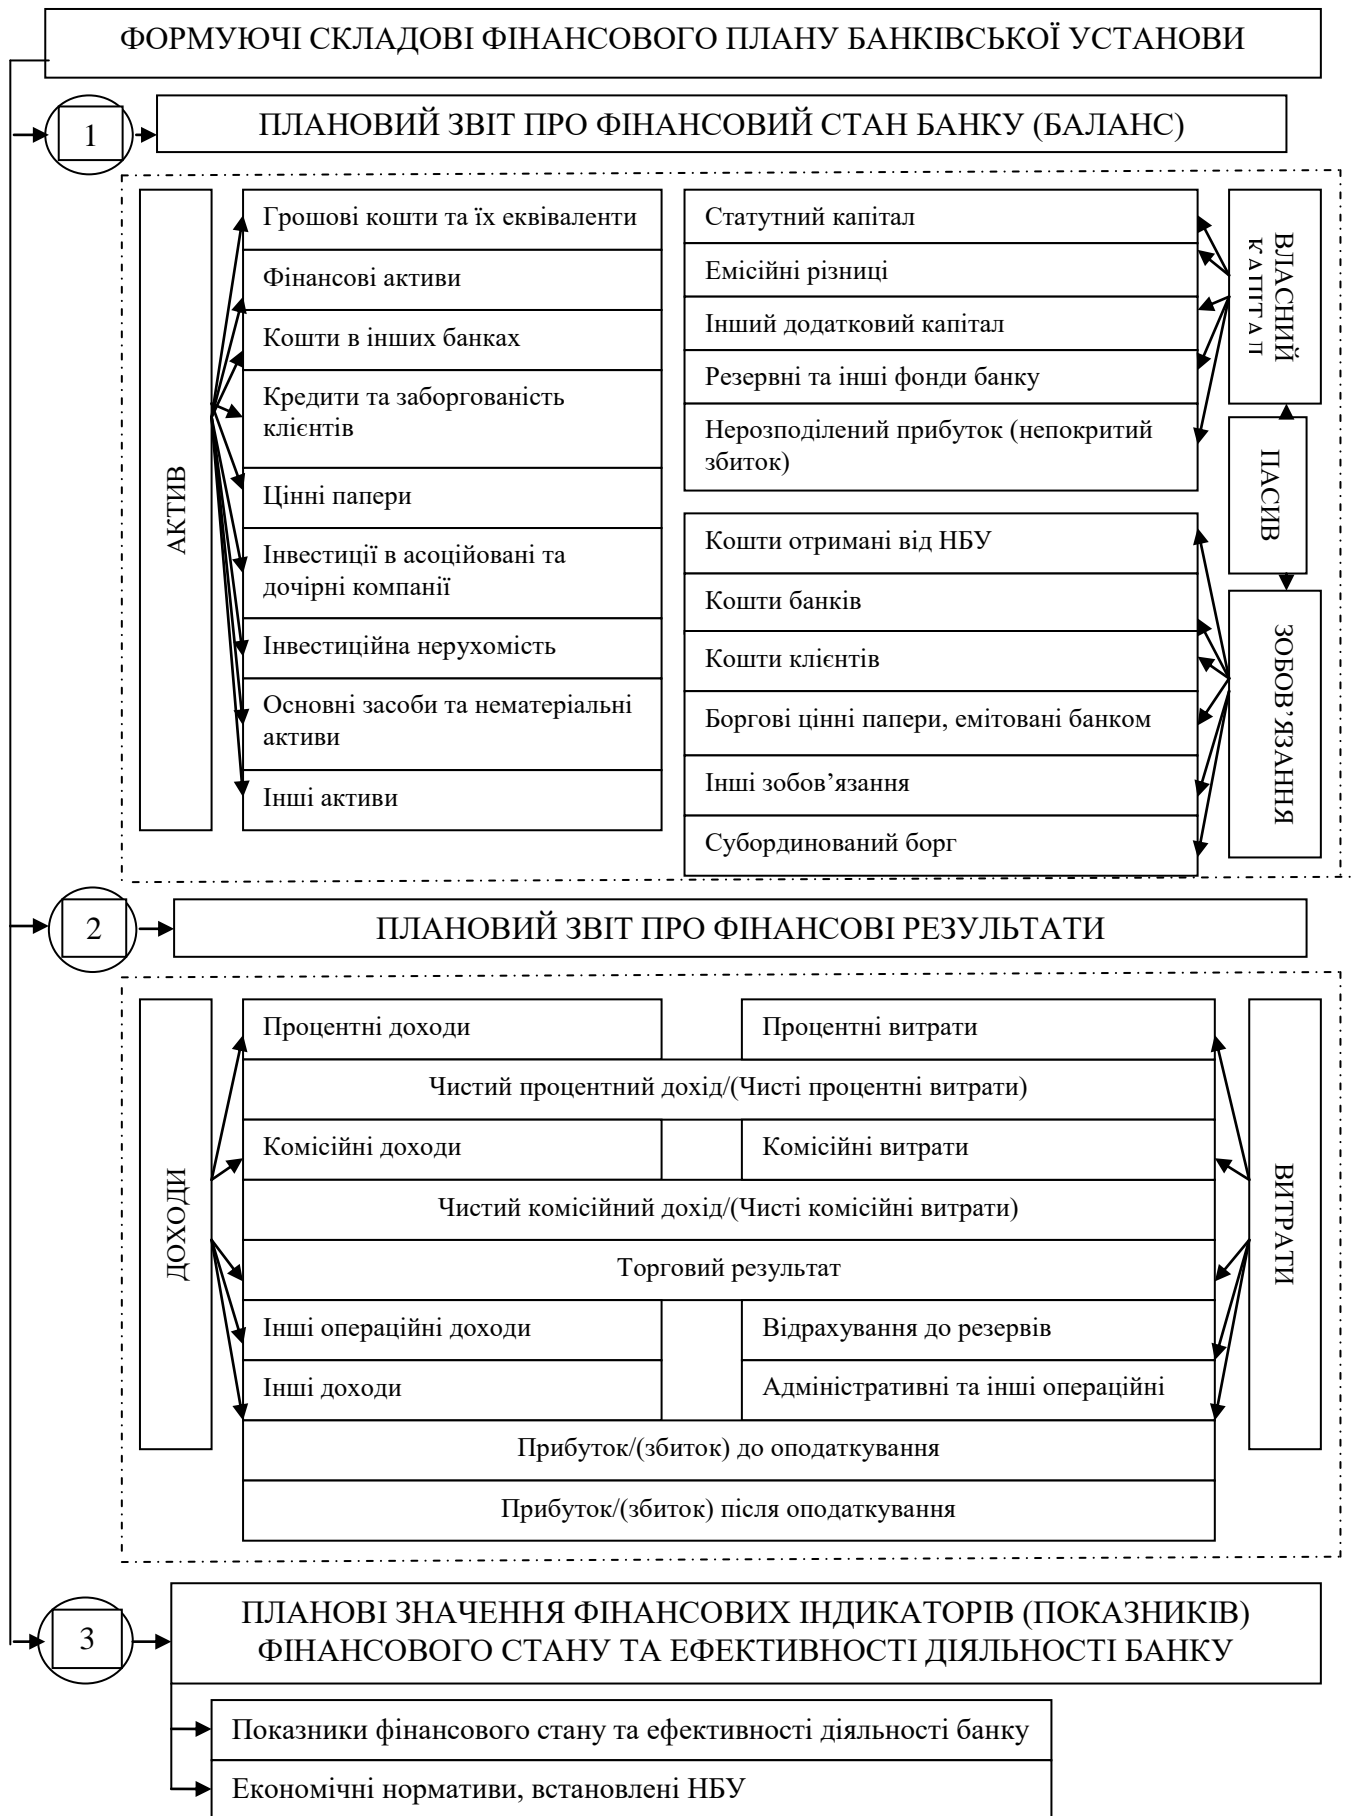 ФОРМУЮЧІ СКЛАДОВІ ФІНАНСОВОГО ПЛАНУ БАНКІВСЬКОЇ УСТАНОВИ
1
ПЛАНОВИЙ ЗВІТ ПРО ФІНАНСОВИЙ СТАН БАНКУ (БАЛАНС)
АКТИВ
Грошові кошти та їх еквіваленти
Фінансові активи
Кошти в інших банках
Кредити та заборгованість
клієнтів
Цінні папери
Інвестиції в асоційовані та
дочірні компанії
Інвестиційна нерухомість
Основні засоби та нематеріальні
активи
Інші активи
Статутний капітал
Емісійні різниці
Інший додатковий капітал
Резервні та інші фонди банку
Нерозподілений прибуток (непокритий
збиток)
Кошти отримані від НБУ
Кошти банків
Кошти клієнтів
Боргові цінні папери, емітовані банком
Інші зобов’язання
Субординований борг
ВЛАСНИЙ
КАПІТАЛ
ПАСИВ
ЗОБОВ’ЯЗАННЯ
2
ПЛАНОВИЙ ЗВІТ ПРО ФІНАНСОВІ РЕЗУЛЬТАТИ
ДОХОДИ
Процентні доходи
Процентні витрати
Чистий процентний дохід/(Чисті процентні витрати)
Комісійні доходи
Комісійні витрати
Чистий комісійний дохід/(Чисті комісійні витрати)
Торговий результат
Інші операційні доходи
Відрахування до резервів
Інші доходи
Адміністративні та інші операційні
Прибуток/(збиток) до оподаткування
Прибуток/(збиток) після оподаткування
ВИТРАТИ
3
ПЛАНОВІ ЗНАЧЕННЯ ФІНАНСОВИХ ІНДИКАТОРІВ (ПОКАЗНИКІВ)
ФІНАНСОВОГО СТАНУ ТА ЕФЕКТИВНОСТІ ДІЯЛЬНОСТІ БАНКУ
Показники фінансового стану та ефективності діяльності банку
Економічні нормативи, встановлені НБУ